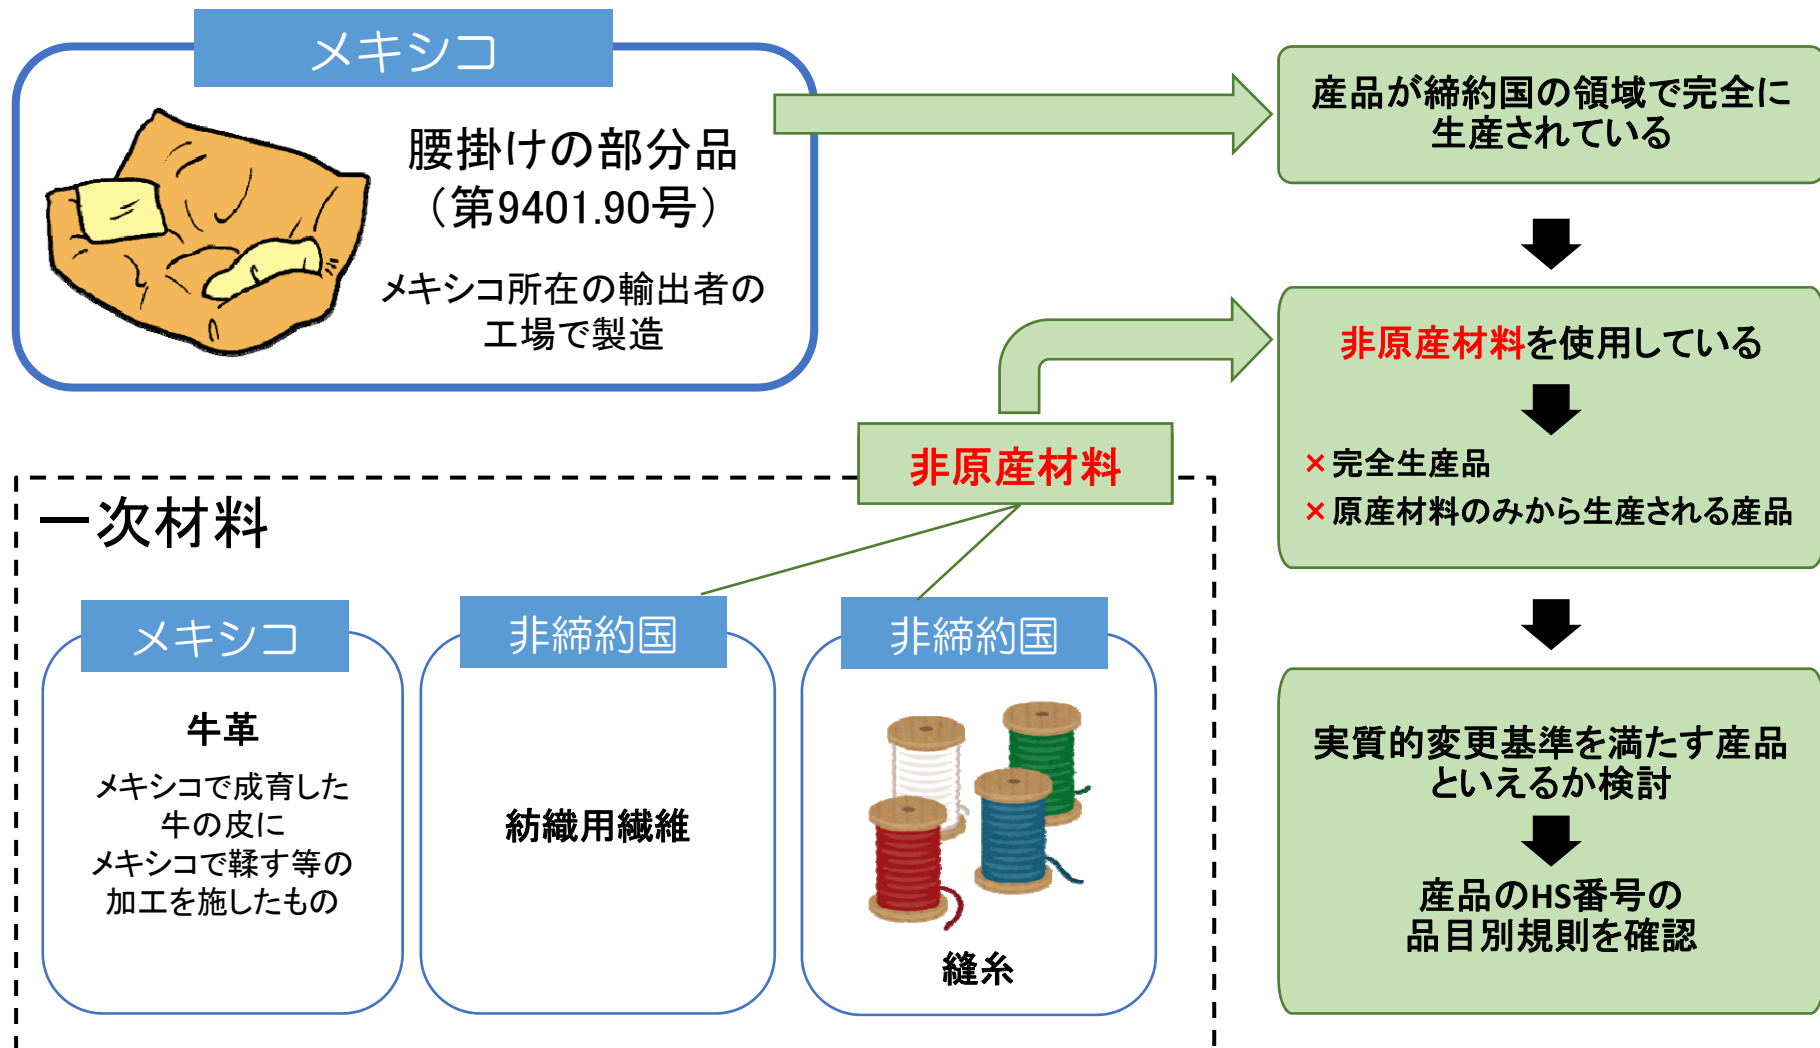 メキシコ
腰掛けの部分品
（第9401.90号）
メキシコ所在の輸出者の
工場で製造
産品が締約国の領域で完全に
生産されている
非原産材料を使用している
×完全生産品
×原産材料のみから生産される産品
実質的変更基準を満たす産品
といえるか検討
産品のHS番号の
品目別規則を確認
非原産材料
一次材料
メキシコ
牛革
メキシコで成育した
牛の皮に
メキシコで鞣す等の
加工を施したもの
非締約国
紡織用繊維
非締約国
縫糸